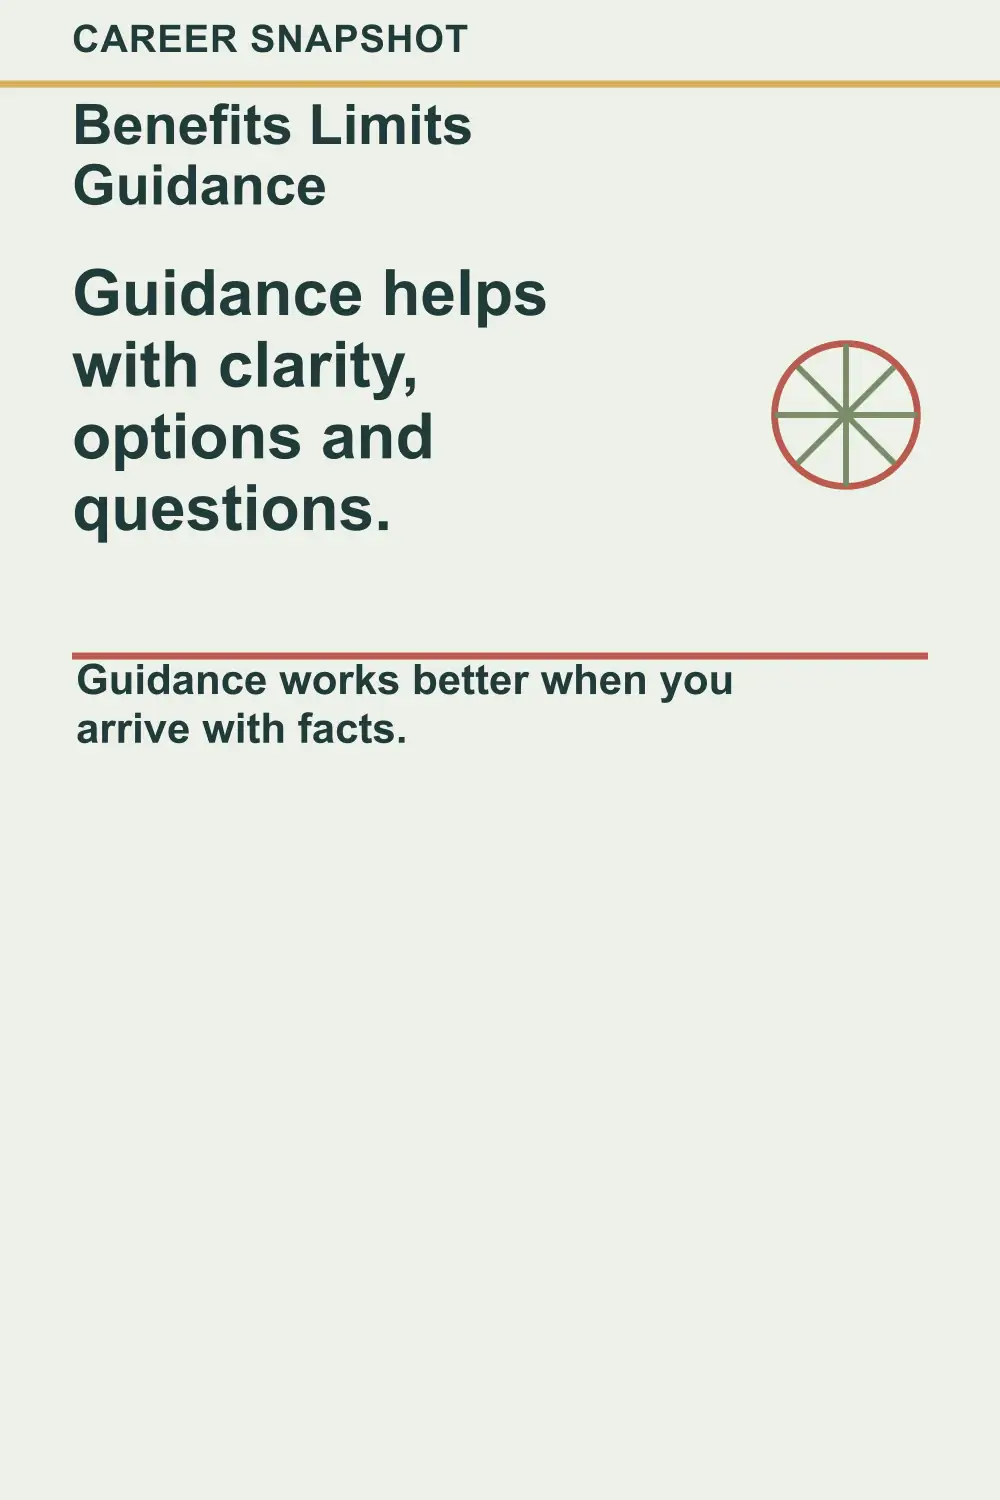 CAREER SNAPSHOT
Benefits Limits
Guidance
Guidance helps
with clarity,
options and
questions.
Guidance works better when you
arrive with facts.